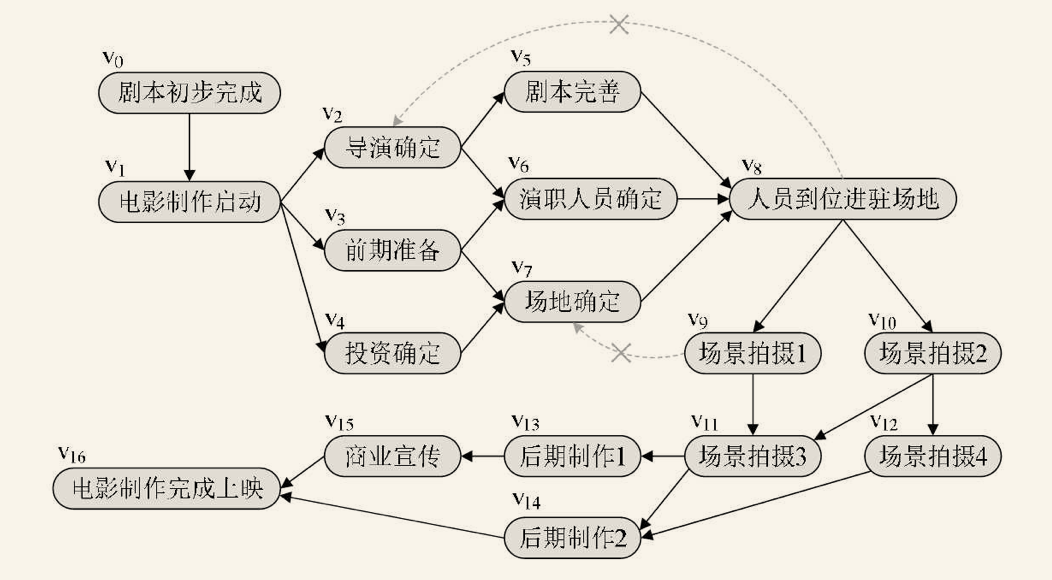 v0
剧本初步完成
v1
电影制作启动
v2
导演确定
v3
前期准备
v4
投资确定
v5
剧本完善
v6
演职人员确定
v7
场地确定
v8
人员到位进驻场地
v9
场景拍摄1
v10
场景拍摄2
v11
场景拍摄3
v12
场景拍摄4
v13
后期制作1
v14
后期制作2
v15
商业宣传
v16
电影制作完成上映